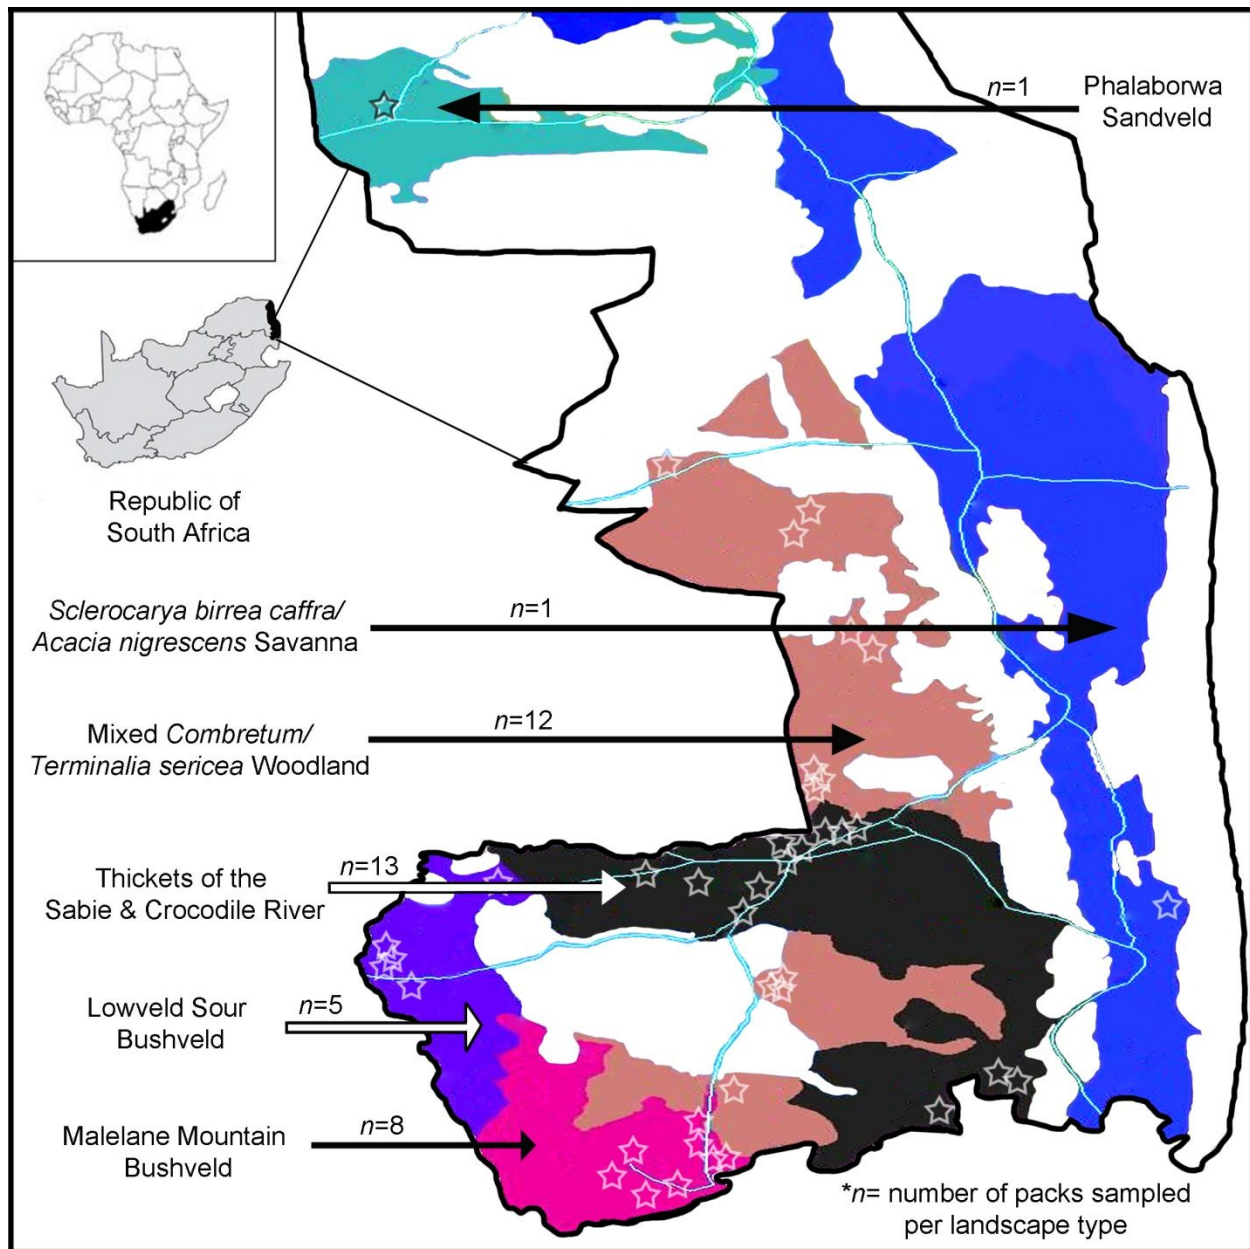 n=1
Phalaborwa
Sandveld
Republic of
South Africa
Sclerocarya birrea caffra/
Acacia nigrescens Savanna
n=1
Mixed Combretum/
Terminalia sericea Woodland
n=12
Thickets of the
Sabie & Crocodile River
n=13
Lowveld Sour
Bushveld
n=5
Malelane Mountain
Bushveld
n=8
*n= number of packs sampled
per landscape type